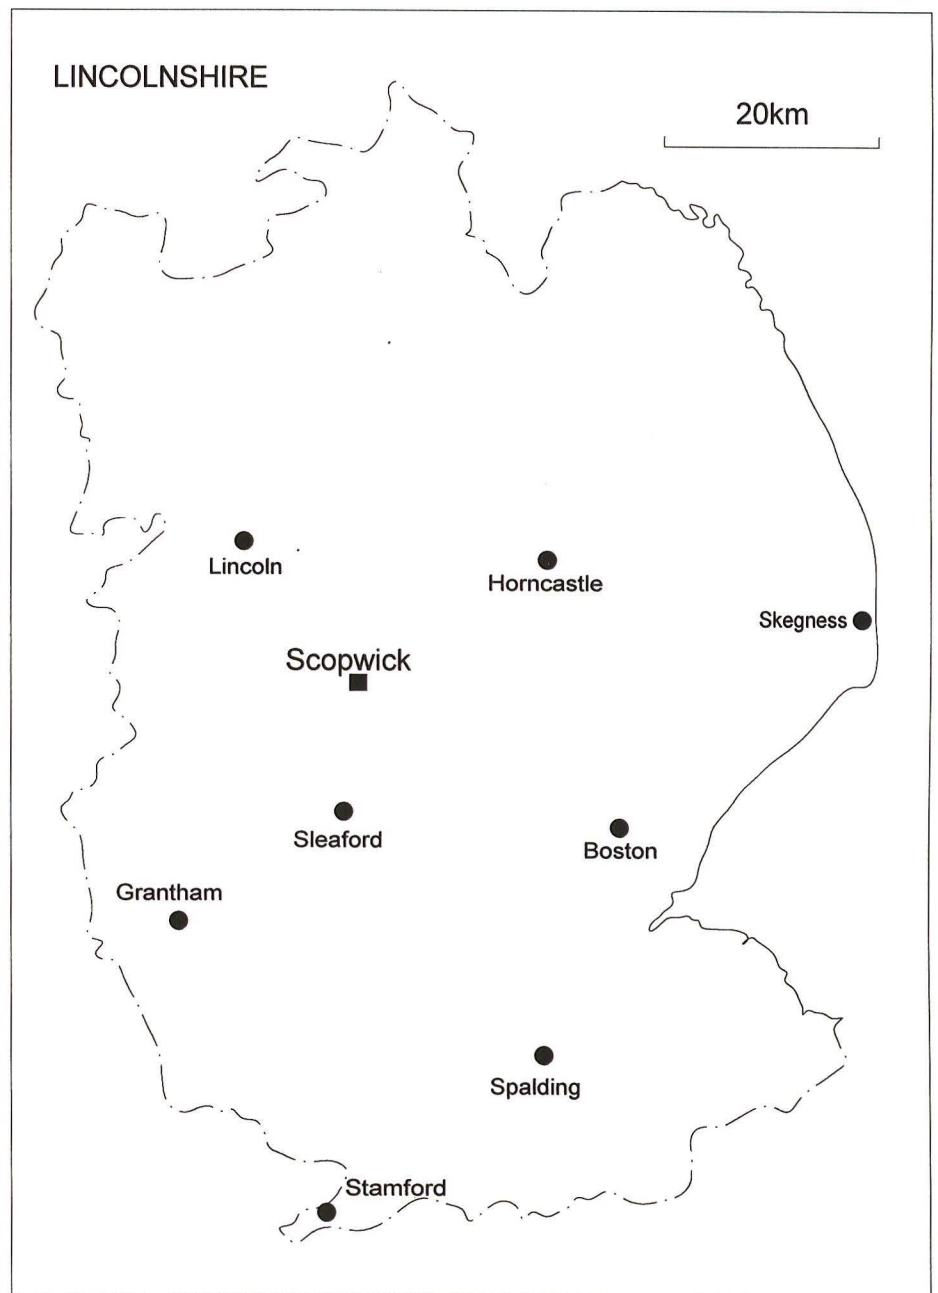 LINCOLNSHIRE
20km
Lincoln
Horncastle
Skegness
Scopwick
Sleaford
Boston
Grantham
Spalding
Stamford